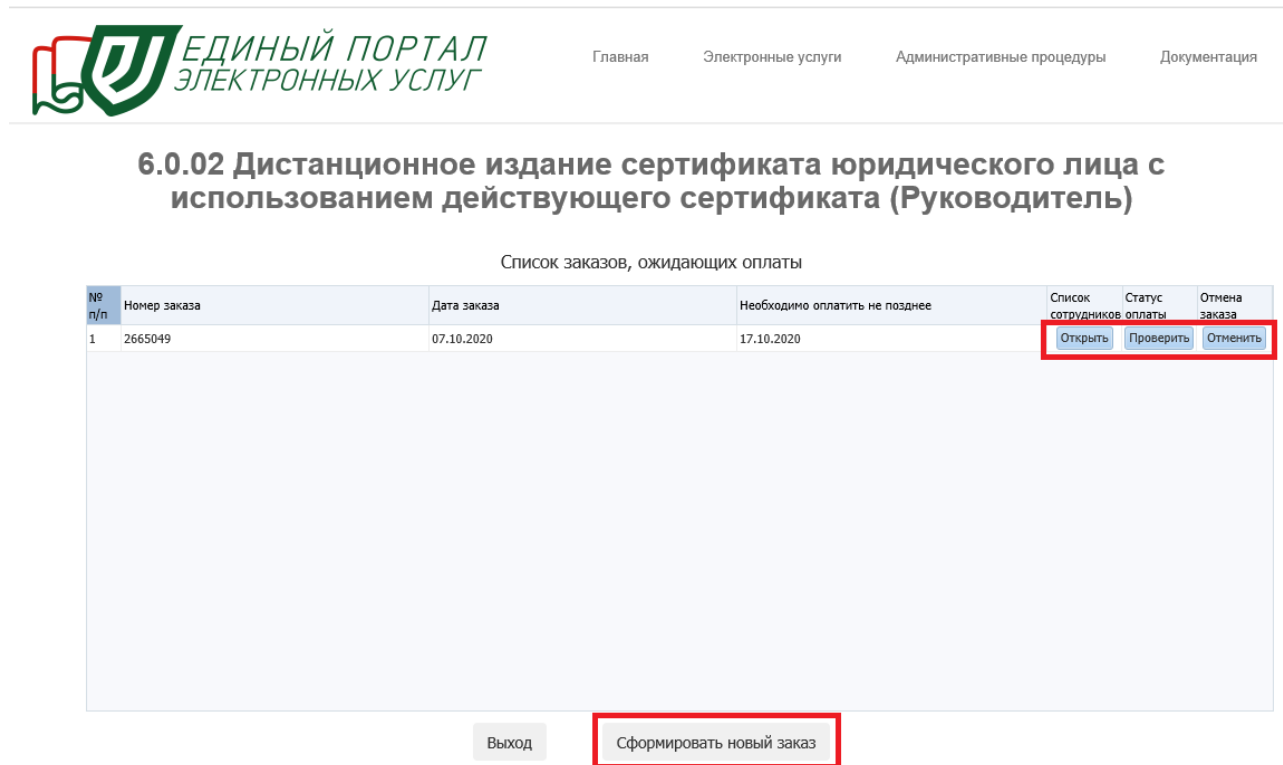 ЕДИНЫЙ ПОРТАЛ
ЭЛЕКТРОННЫХ УСЛУГ
Главная Электронные услуги Административные процедуры Документация
6.0.02 Дистанционное издание сертификата юридического лица с
использованием действующего сертификата (Руководитель)
Список заказов, ожидающих оплаты
№ п/п Номер заказа Дата заказа Необходимо оплатить не позднее Список сотрудников Статус оплаты Отмена заказа
1 2665049 07.10.2020 17.10.2020 Открыть Проверить Отменить
Выход Сформировать новый заказ